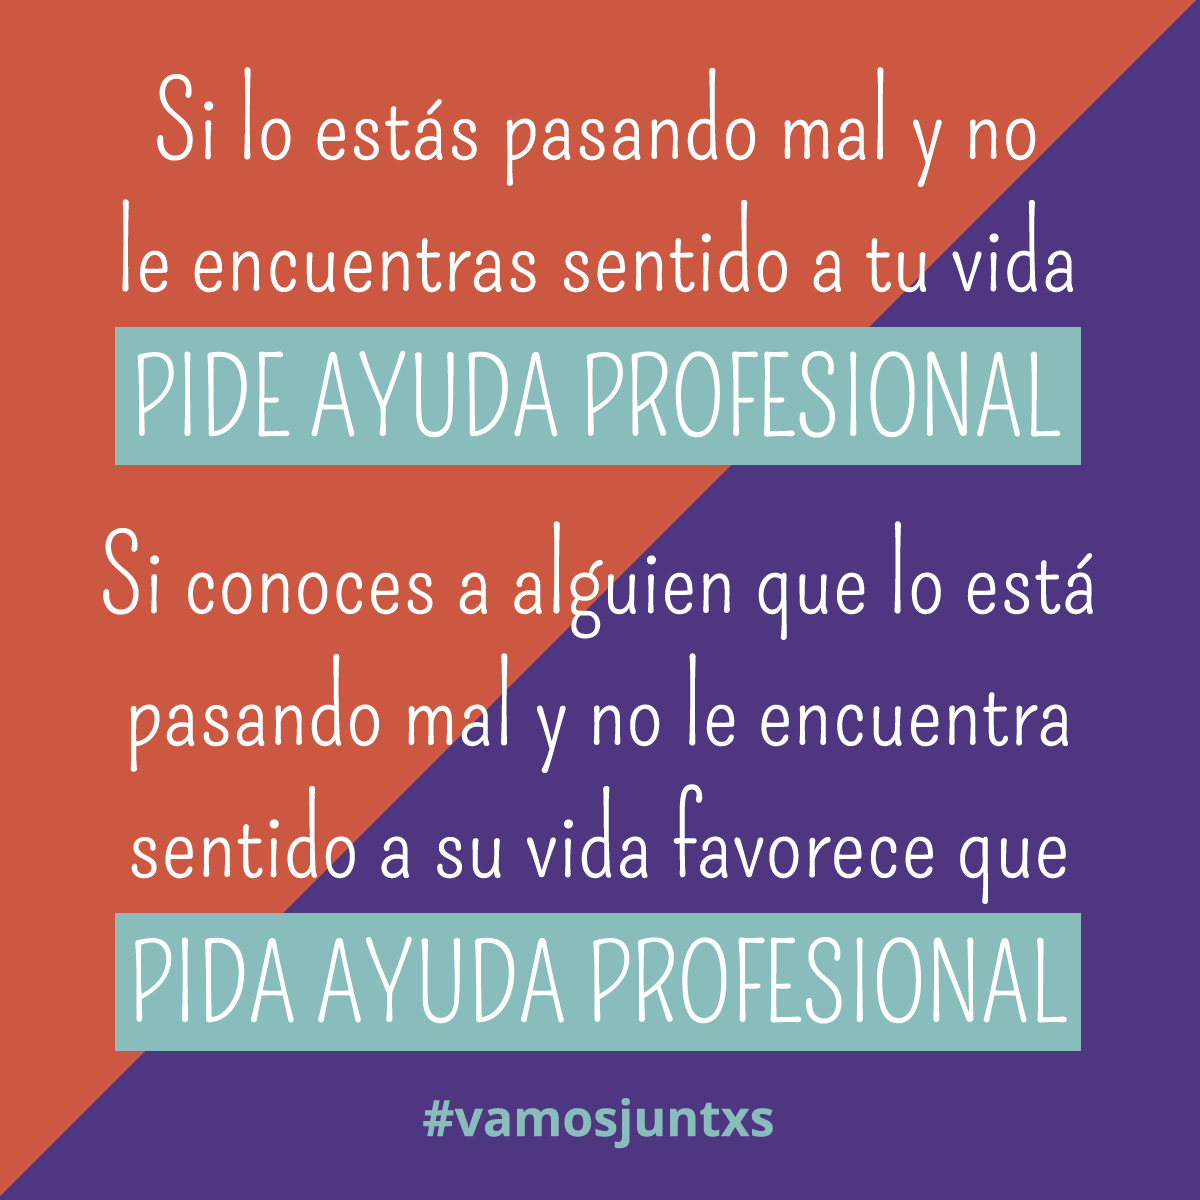 Si lo estás pasando mal y no
le encuentras sentido a tu vida
PIDE AYUDA PROFESIONAL
Si conoces a alguien que lo está
pasando mal y no le encuentra
sentido a su vida favorece que
PIDA AYUDA PROFESIONAL
#vamosjuntxs